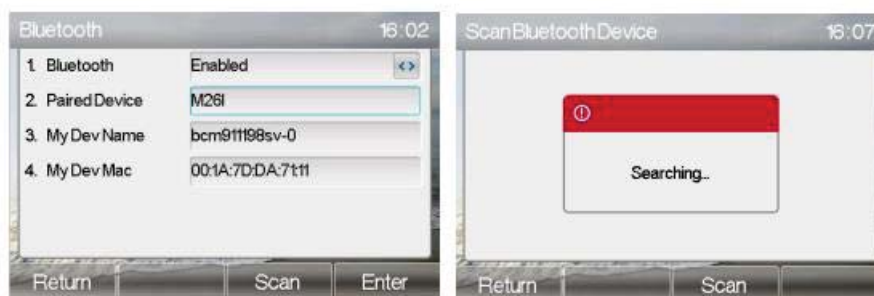 Bluetooth 16:02
1. Bluetooth Enabled <>
2. Paired Device M26I
3. My Dev Name bcm911198sv-0
4. My Dev Mac 00:1A:7D:DA:71:11
Return Scan Enter
Scan Bluetooth Device 16:07
Searching...
Return Scan